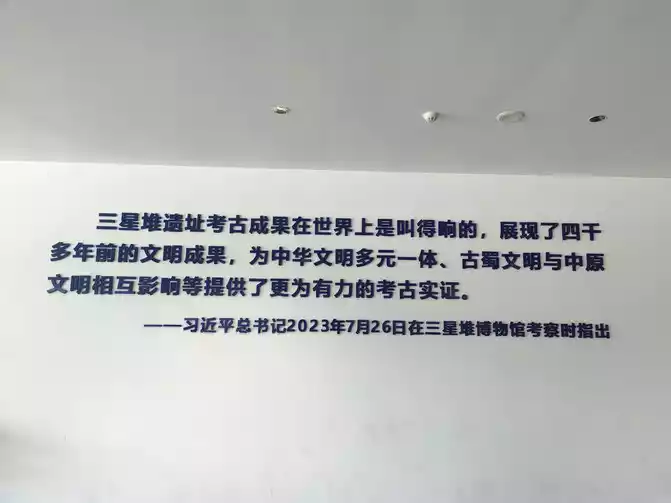 三星堆遗址考古成果在世界上是叫得响的，展现了四千
多年前的文明成果，为中华文明多元一体、古蜀文明与中原
文明相互影响等提供了更为有力的考古实证。
——习近平总书记2023年7月26日在三星堆博物馆考察时指出